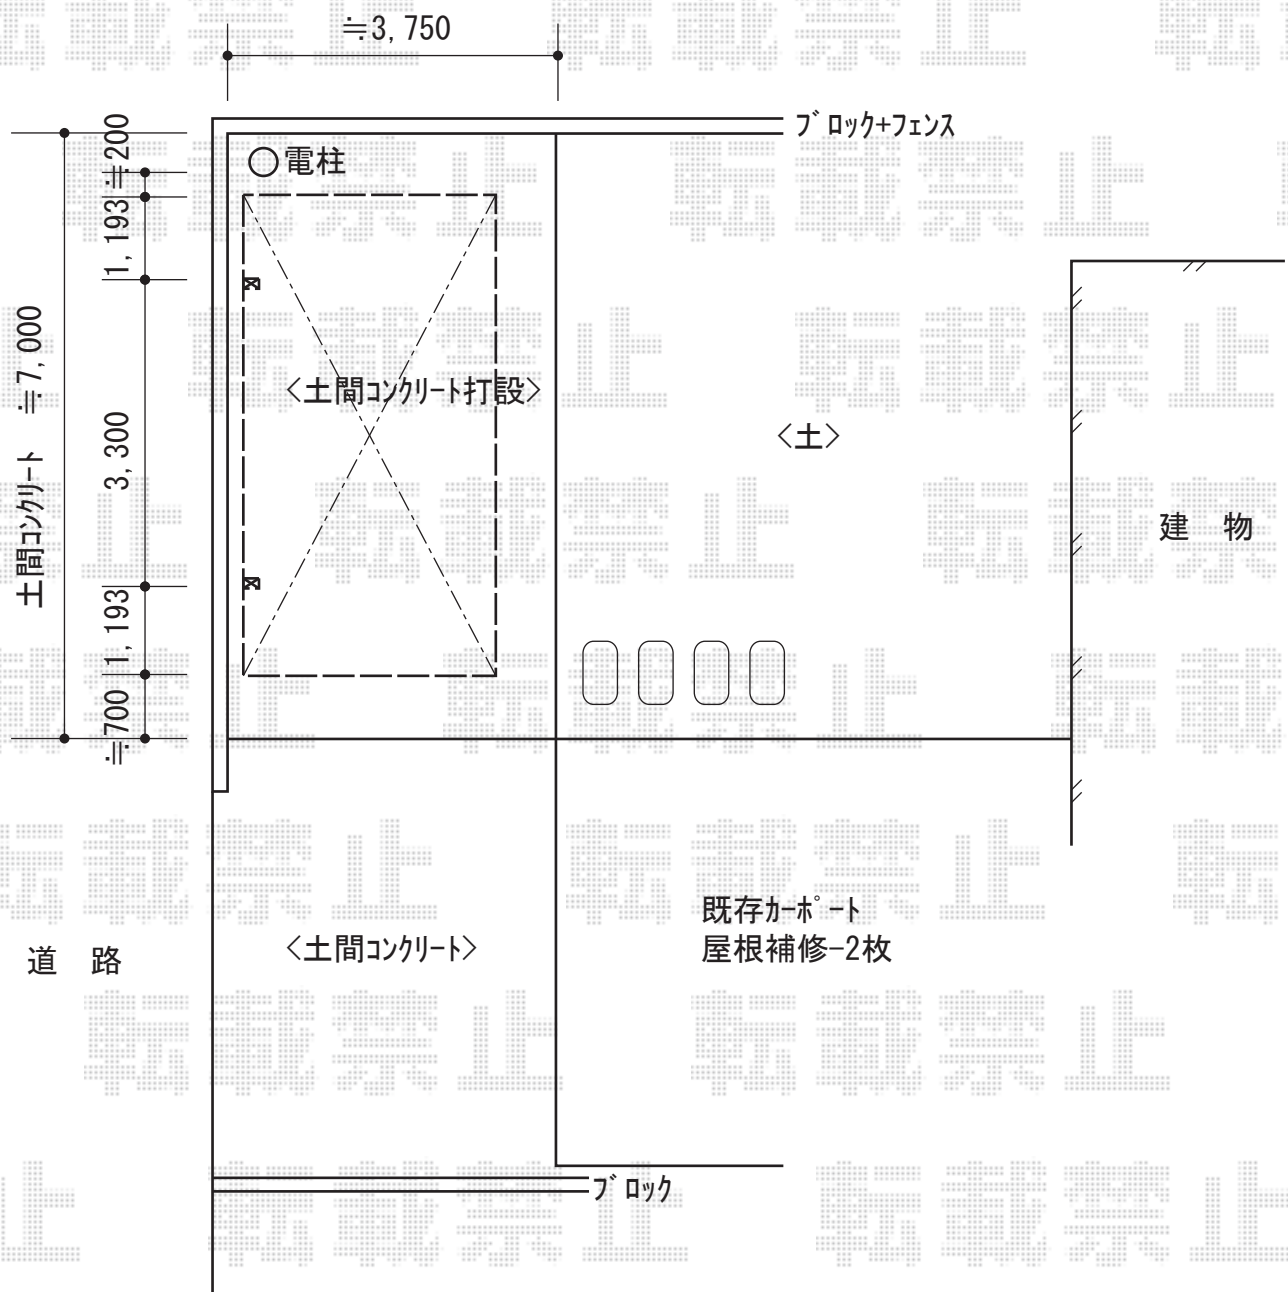 ≒3,750
ブロック+フェンス
電柱
≒200
1,193
3,300
1,193
≒700
土間コンクリート ≒7,000
<土間コンクリート打設>
<土>
建 物
既存カーポート
屋根補修-2枚
<土間コンクリート>
道 路
ブロック
転載禁止